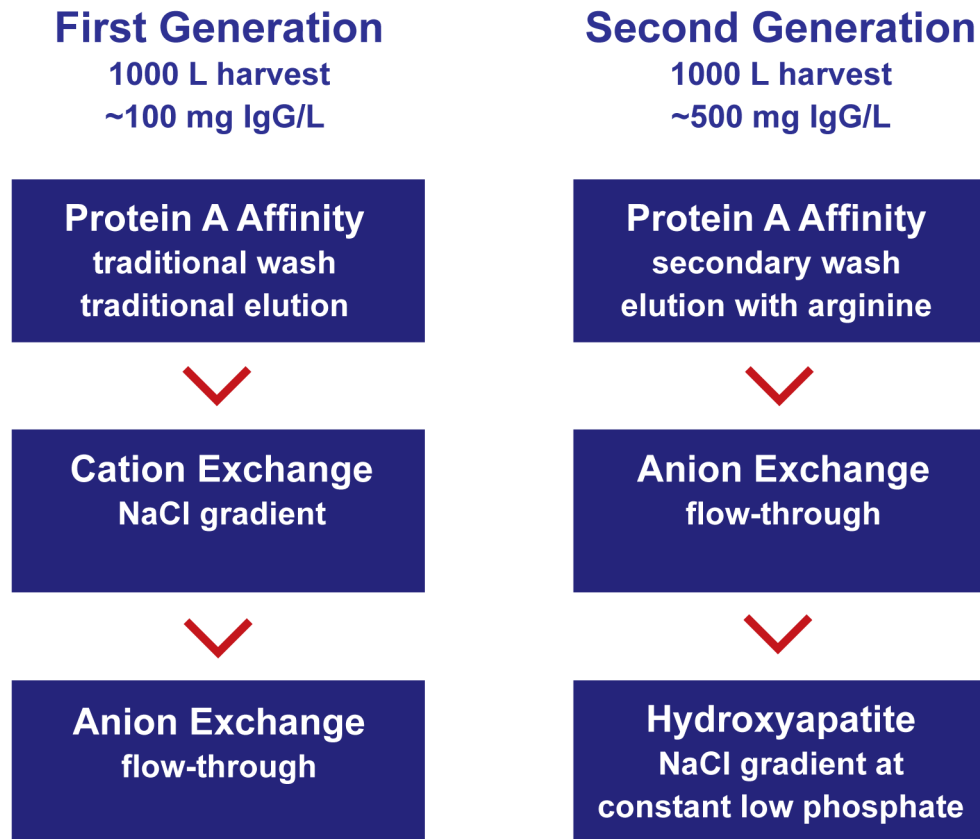 First Generation
1000 L harvest
~100 mg IgG/L
Protein A Affinity
traditional wash
traditional elution
Cation Exchange
NaCl gradient
Anion Exchange
flow-through
Second Generation
1000 L harvest
~500 mg IgG/L
Protein A Affinity
secondary wash
elution with arginine
Anion Exchange
flow-through
Hydroxyapatite
NaCl gradient at
constant low phosphate